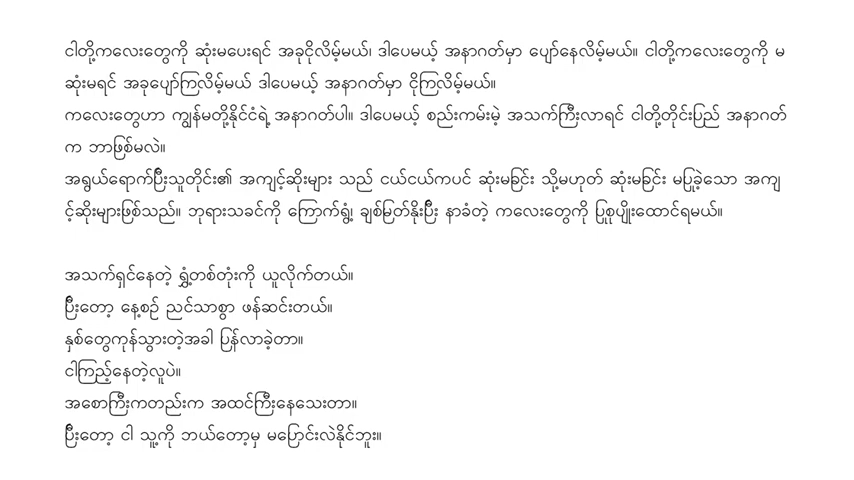 ငါတို့ကလေးတွေကို ဆုံးမပေးရင် အခုငိုလိမ့်မယ်၊ ဒါပေမယ့် အနာဂတ်မှာ ပျော်နေလိမ့်မယ်။ ငါတို့ကလေးတွေကို မ
ဆုံးမရင် အခုပျော်ကြလိမ့်မယ် ဒါပေမယ့် အနာဂတ်မှာ ငိုကြလိမ့်မယ်။
ကလေးတွေဟာ ကျွန်မတို့နိုင်ငံရဲ့ အနာဂတ်ပါ။ ဒါပေမယ့် စည်းကမ်းမဲ့ အသက်ကြီးလာရင် ငါတို့တိုင်းပြည် အနာဂတ်
က ဘာဖြစ်မလဲ။
အရွယ်ရောက်ပြီးသူတိုင်း၏ အကျင့်ဆိုးများ သည် ငယ်ငယ်ကပင် ဆုံးမခြင်း သို့မဟုတ် ဆုံးမခြင်း မပြုခဲ့သော အကျ
င့်ဆိုးများဖြစ်သည်။ ဘုရားသခင်ကို ကြောက်ရွံ့၊ ချစ်မြတ်နိုးပြီး နာခံတဲ့ ကလေးတွေကို ပြုစုပျိုးထောင်ရမယ်။
အသက်ရှင်နေတဲ့ ရွှံ့တစ်တုံးကို ယူလိုက်တယ်။
ပြီးတော့ နေ့စဉ် ညင်သာစွာ ဖန်ဆင်းတယ်။
နှစ်တွေကုန်သွားတဲ့အခါ ပြန်လာခဲ့တာ။
ငါကြည့်နေတဲ့လူပဲ။
အစောကြီးကတည်းက အထင်ကြီးနေသေးတာ။
ပြီးတော့ ငါ သူ့ကို ဘယ်တော့မှ မပြောင်းလဲနိုင်ဘူး။